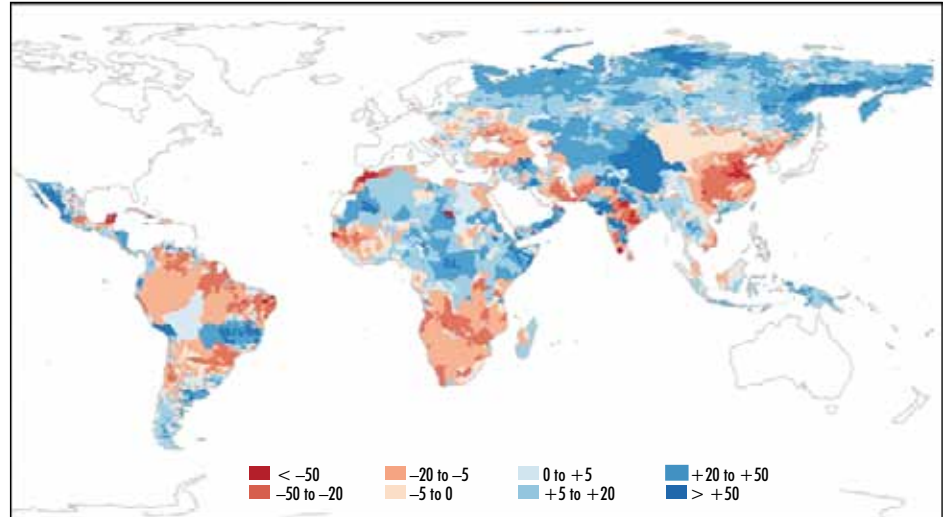 < –50 –20 to –5 0 to +5 +20 to +50
–50 to –20 –5 to 0 +5 to +20 > +50